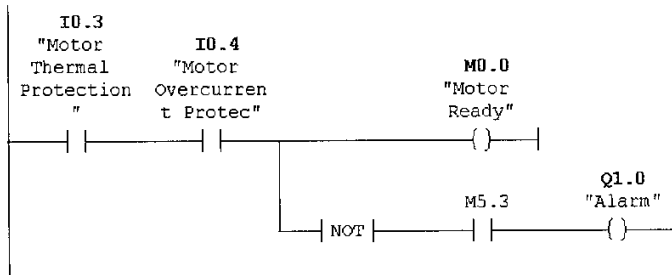 I0.3
"Motor
Thermal
Protection
"
I0.4
"Motor
Overcurren
t Protec"
M0.0
"Motor
Ready"
NOT
M5.3
Q1.0
"Alarm"